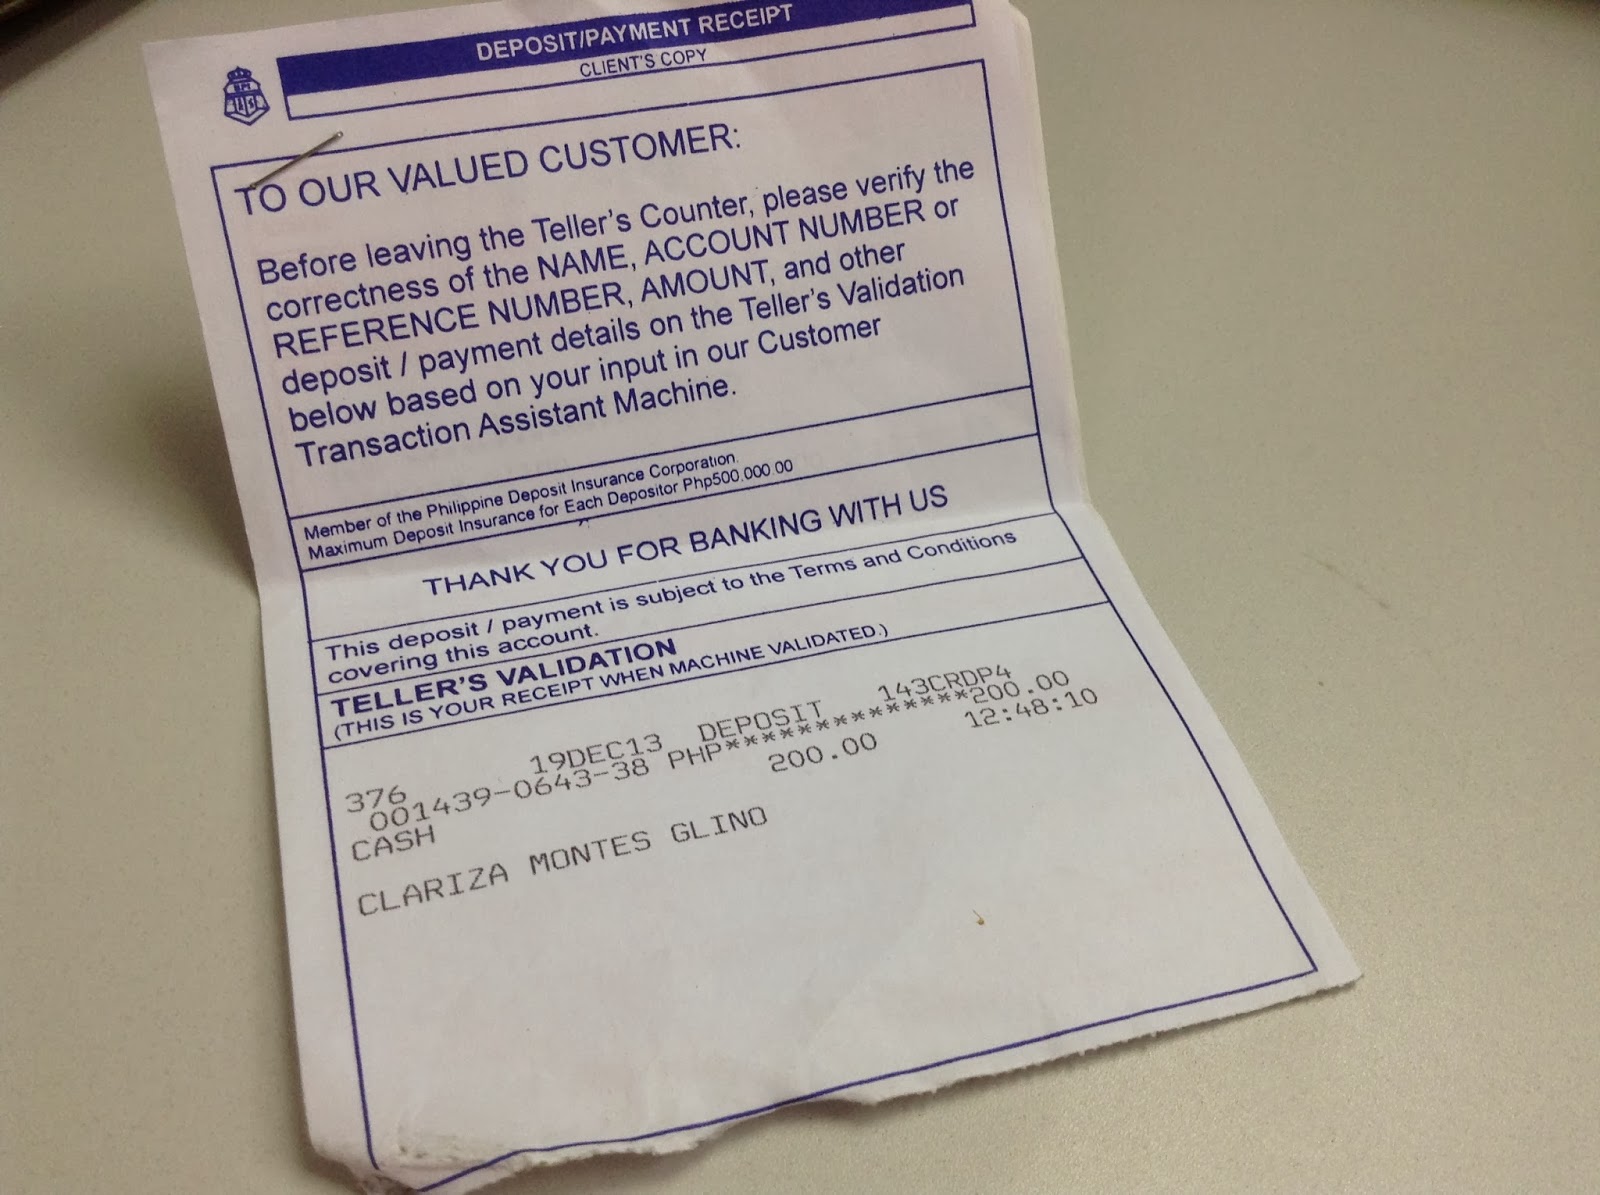 DEPOSIT/PAYMENT RECEIPT
CLIENT'S COPY
BPI
TO OUR VALUED CUSTOMER:
Before leaving the Teller's Counter, please verify the
correctness of the NAME, ACCOUNT NUMBER or
REFERENCE NUMBER, AMOUNT, and other
deposit / payment details on the Teller's Validation
below based on your input in our Customer
Transaction Assistant Machine.
Member of the Philippine Deposit Insurance Corporation.
Maximum Deposit Insurance for Each Depositor Php500.000.00
THANK YOU FOR BANKING WITH US
This deposit / payment is subject to the Terms and Conditions
covering this account.
TELLER'S VALIDATION
(THIS IS YOUR RECEIPT WHEN MACHINE VALIDATED.)
376 19DEC13 DEPOSIT 143CRDP4
001439-0643-38 PHP**************200.00
CASH 200.00 12:48:10
CLARIZA MONTES GLINO